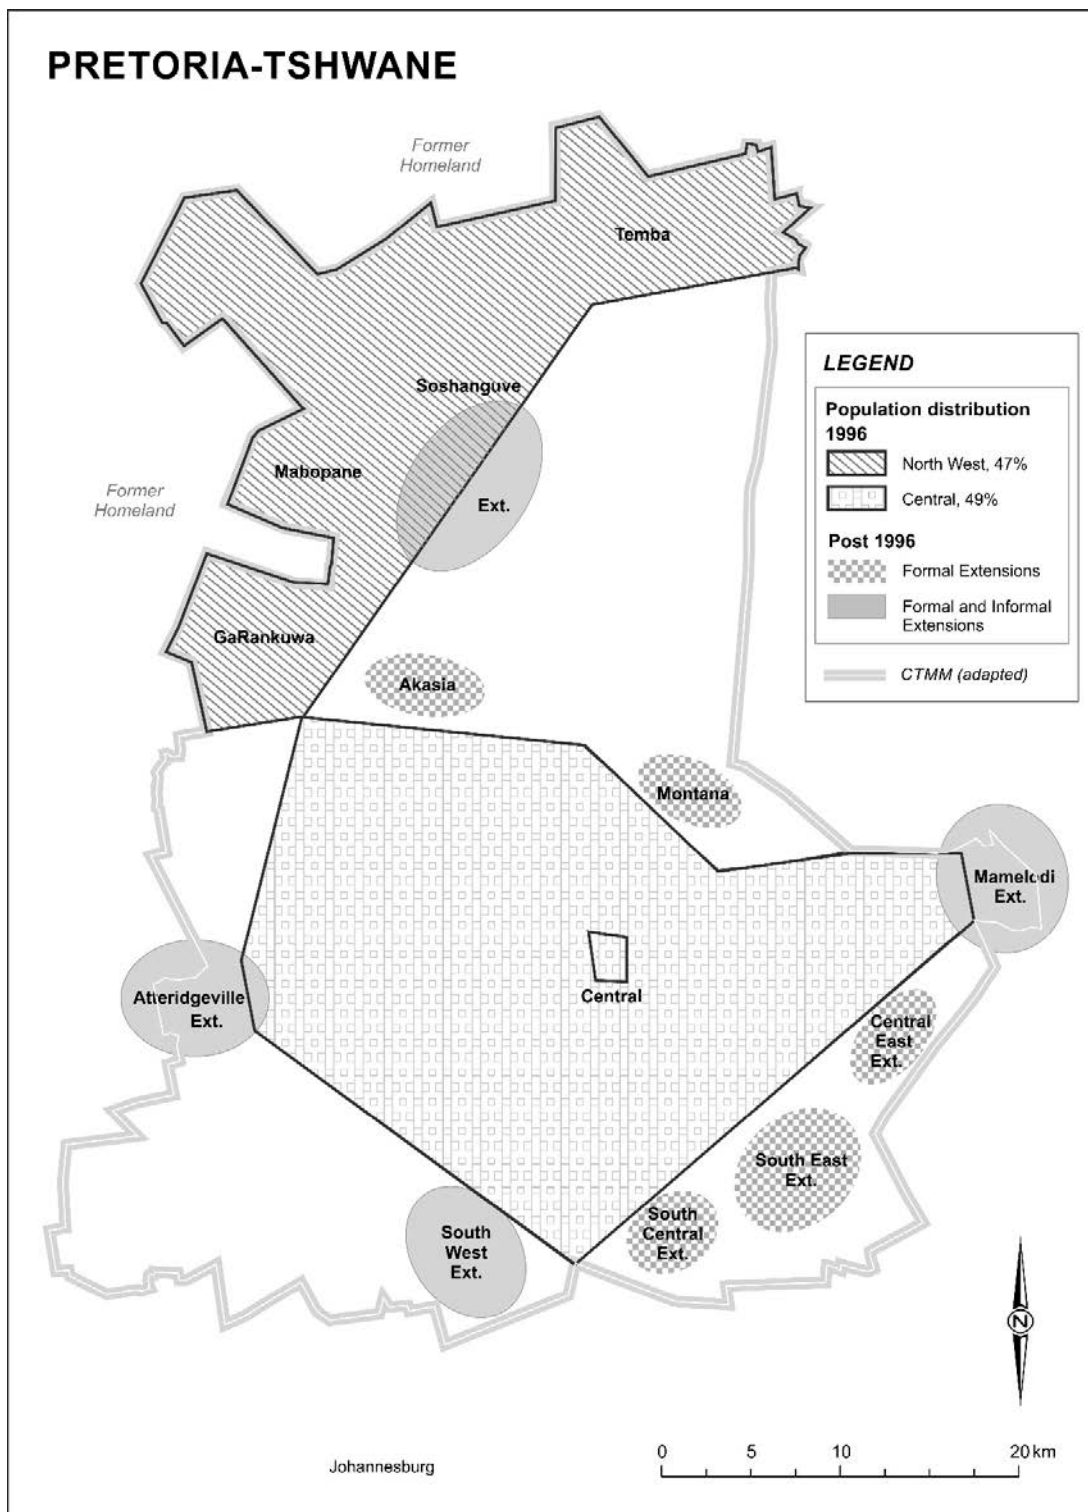 PRETORIA-TSHWANE
Former
Homeland
Temba
Soshanguve
Mabopane
Former
Homeland
Ext.
GaRankuwa
Akasia
Montana
Mamelodi
Ext.
Central
Atteridgeville
Ext.
Central
East
Ext.
South East
Ext.
South
Central
Ext.
South
West
Ext.
LEGEND
Population distribution
1996
North West, 47%
Central, 49%
Post 1996
Formal Extensions
Formal and Informal
Extensions
CTMM (adapted)
N
Johannesburg
0 5 10 20 km